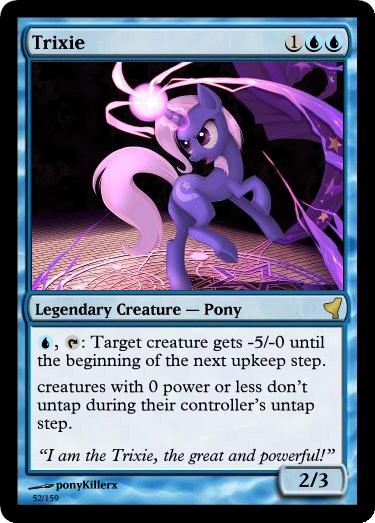 Trixie 1
Legendary Creature — Pony
, : Target creature gets -5/-0 until
the beginning of the next upkeep step.
creatures with 0 power or less don't
untap during their controller's untap
step.
“I am the Trixie, the great and powerful!”
ponyKillerx
2/3
52/159